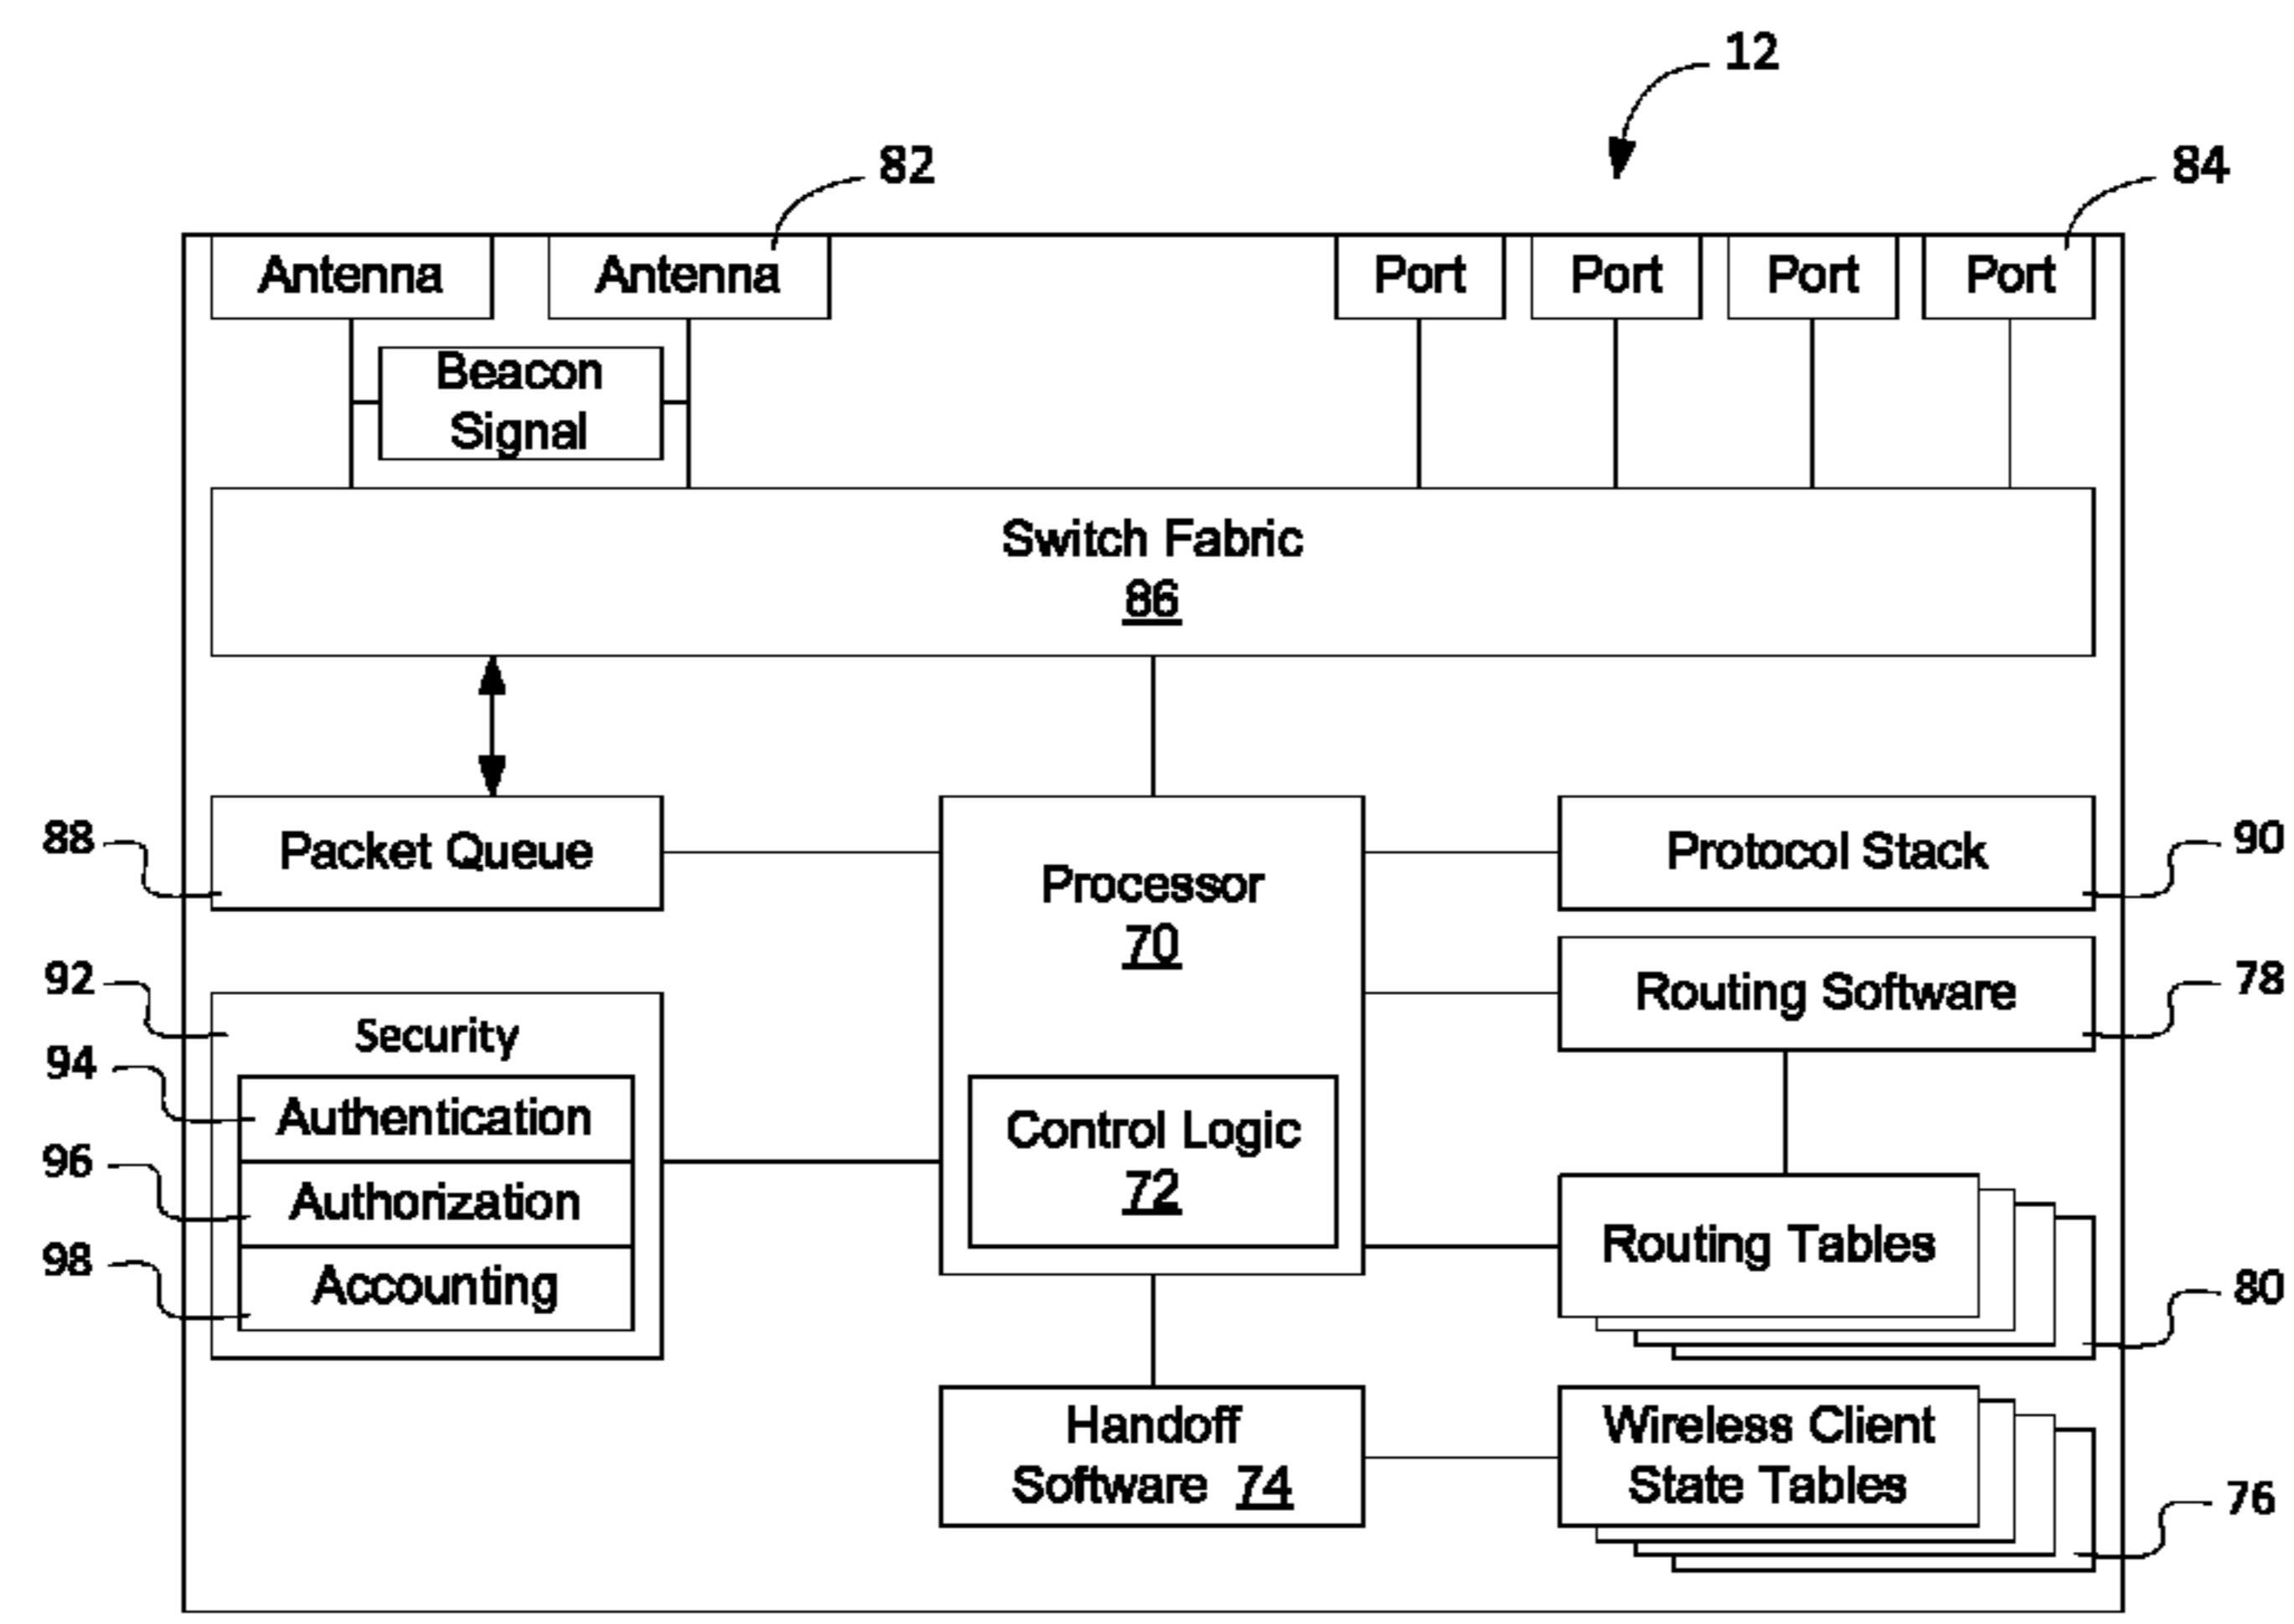 12
82
84
Antenna
Antenna
Port
Port
Port
Port
Beacon
Signal
Switch Fabric
86
88
Packet Queue
Processor
70
Protocol Stack
90
92
Security
Routing Software
78
94
Authentication
Control Logic
72
96
Authorization
98
Accounting
Routing Tables
80
Handoff
Software 74
Wireless Client
State Tables
76